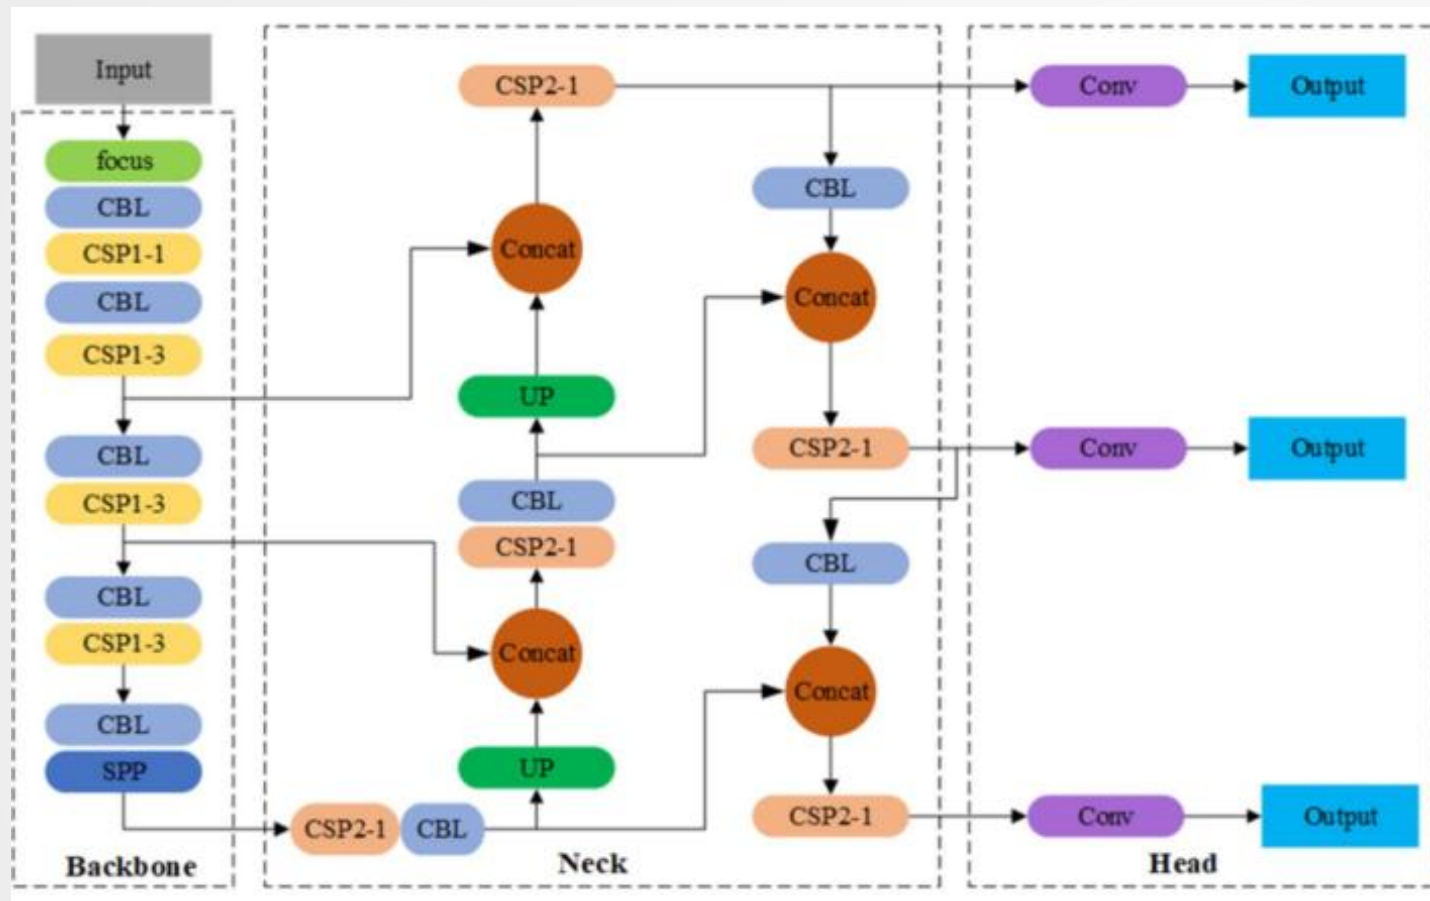 Input
focus
CBL
CSP1-1
CBL
CSP1-3
CBL
CSP1-3
CBL
CSP1-3
CBL
SPP
Backbone
CSP2-1
Concat
UP
CBL
CSP2-1
Concat
UP
CSP2-1 CBL
CBL
Concat
CSP2-1
CBL
Concat
CSP2-1
Neck
Conv Output
Conv Output
Conv Output
Head